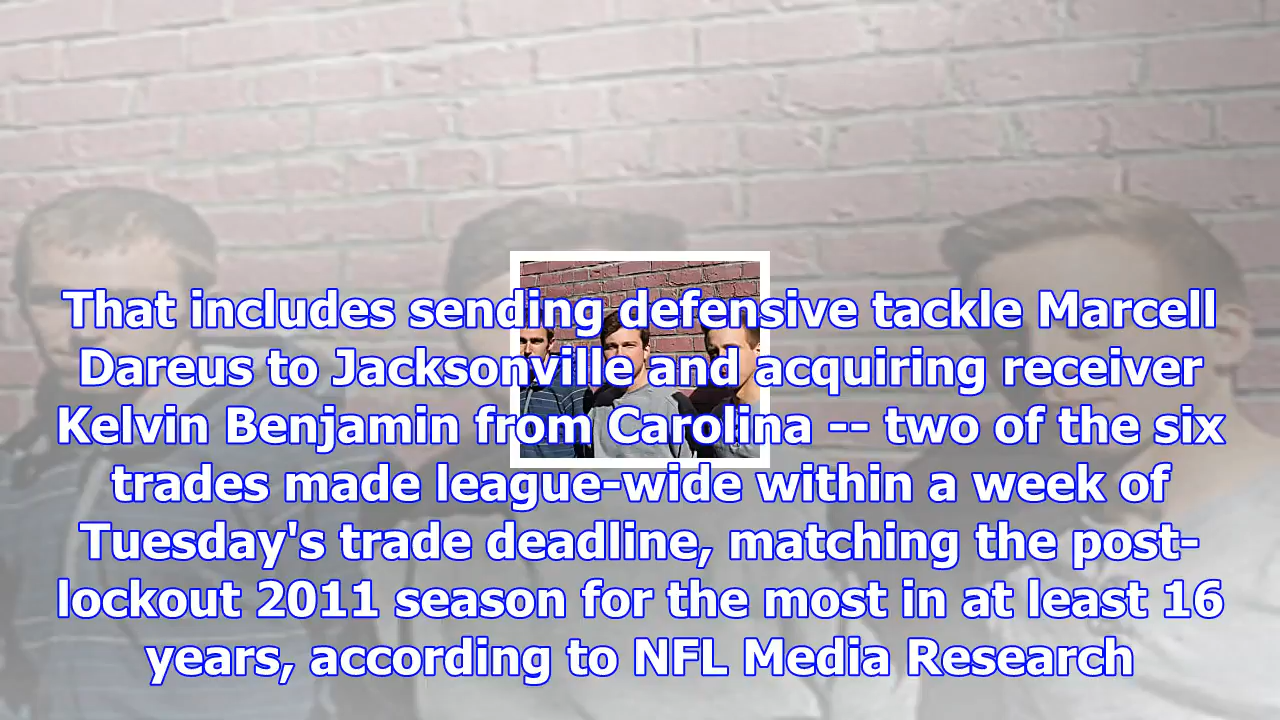 That includes sending defensive tackle Marcell
Dareus to Jacksonville and acquiring receiver
Kelvin Benjamin from Carolina -- two of the six
trades made league-wide within a week of
Tuesday's trade deadline, matching the post-
lockout 2011 season for the most in at least 16
years, according to NFL Media Research